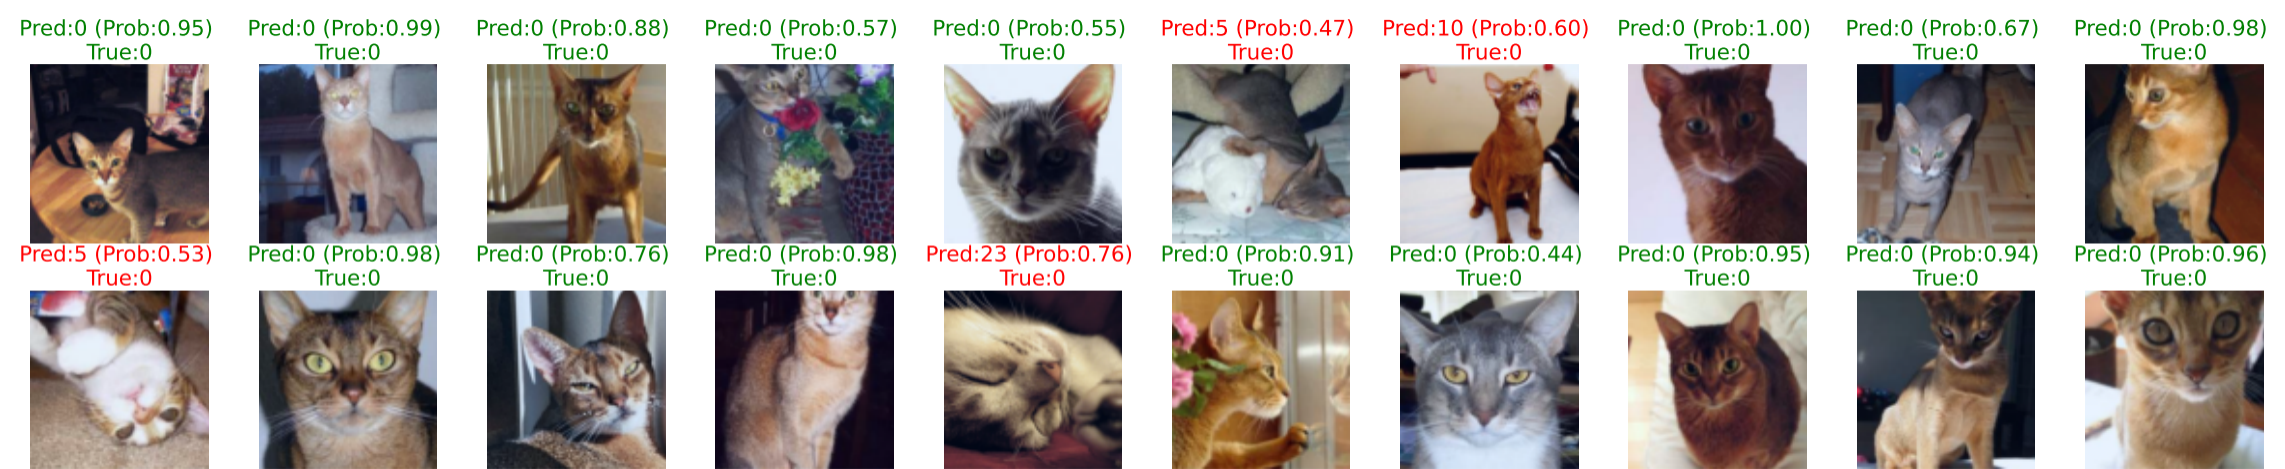 Pred:0 (Prob:0.95) Pred:0 (Prob:0.99) Pred:0 (Prob:0.88) Pred:0 (Prob:0.57) Pred:0 (Prob:0.55) Pred:5 (Prob:0.47) Pred:10 (Prob:0.60) Pred:0 (Prob:1.00) Pred:0 (Prob:0.67) Pred:0 (Prob:0.98)
True:0 True:0 True:0 True:0 True:0 True:0 True:0 True:0 True:0 True:0
Pred:5 (Prob:0.53) Pred:0 (Prob:0.98) Pred:0 (Prob:0.76) Pred:0 (Prob:0.98) Pred:23 (Prob:0.76) Pred:0 (Prob:0.91) Pred:0 (Prob:0.44) Pred:0 (Prob:0.95) Pred:0 (Prob:0.94) Pred:0 (Prob:0.96)
True:0 True:0 True:0 True:0 True:0 True:0 True:0 True:0 True:0 True:0